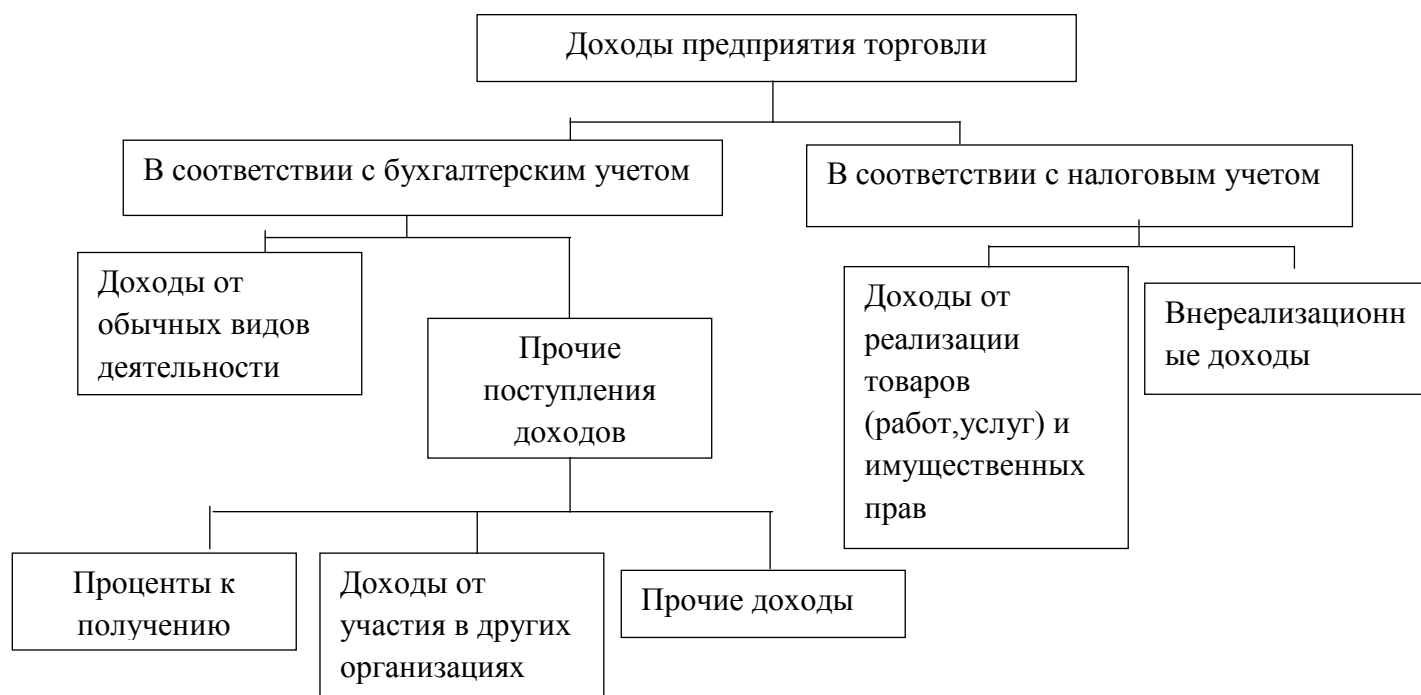 Доходы предприятия торговли
В соответствии с бухгалтерским учетом
В соответствии с налоговым учетом
Доходы от
обычных видов
деятельности
Прочие
поступления
доходов
Доходы от
реализации
товаров
(работ,услуг) и
имущественных
прав
Внереализационн
ые доходы
Проценты к
получению
Доходы от
участия в других
организациях
Прочие доходы